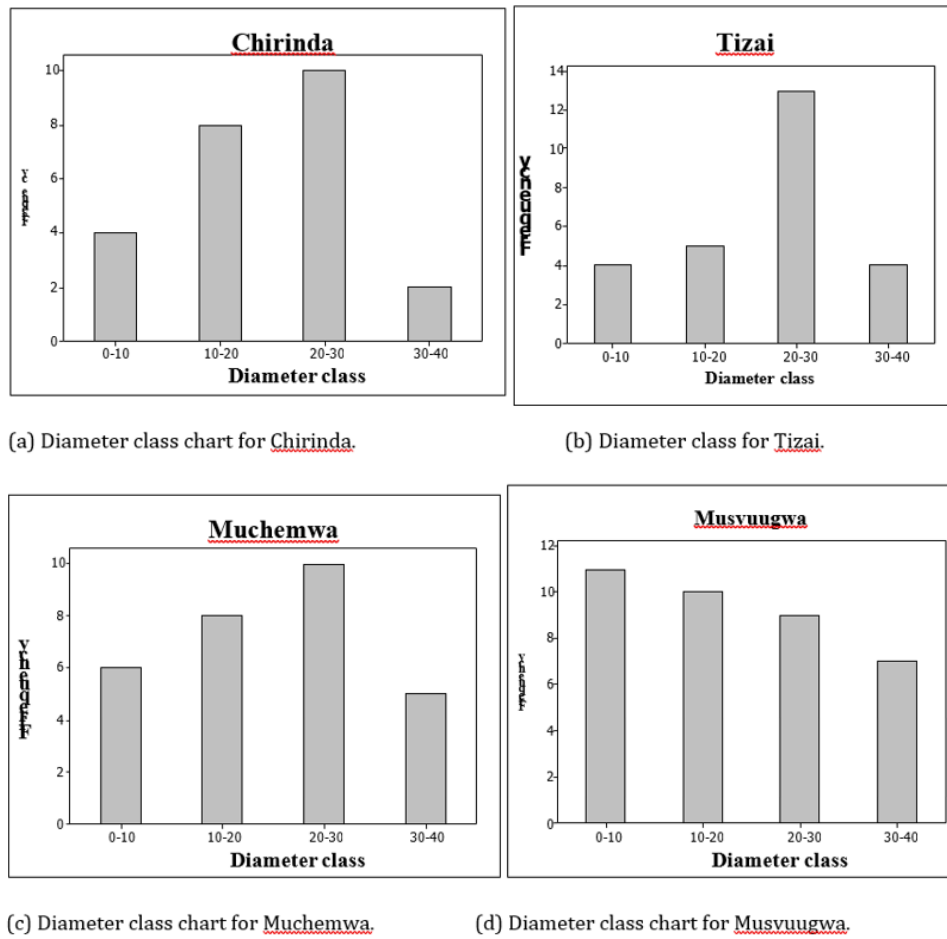 Chirinda
10
8
6
4
2
0
0-10 10-20 20-30 30-40
Diameter class
Tizai
14
12
10
8
6
4
2
0
Frequency
0-10 10-20 20-30 30-40
Diameter class
(a) Diameter class chart for Chirinda.
(b) Diameter class for Tizai.
Muchemwa
10
8
6
4
2
0
0-10 10-20 20-30 30-40
Diameter class
Musvuugwa
12
10
8
6
4
2
0
0-10 10-20 20-30 30-40
Diameter class
(c) Diameter class chart for Muchemwa.
(d) Diameter class chart for Musvuugwa.